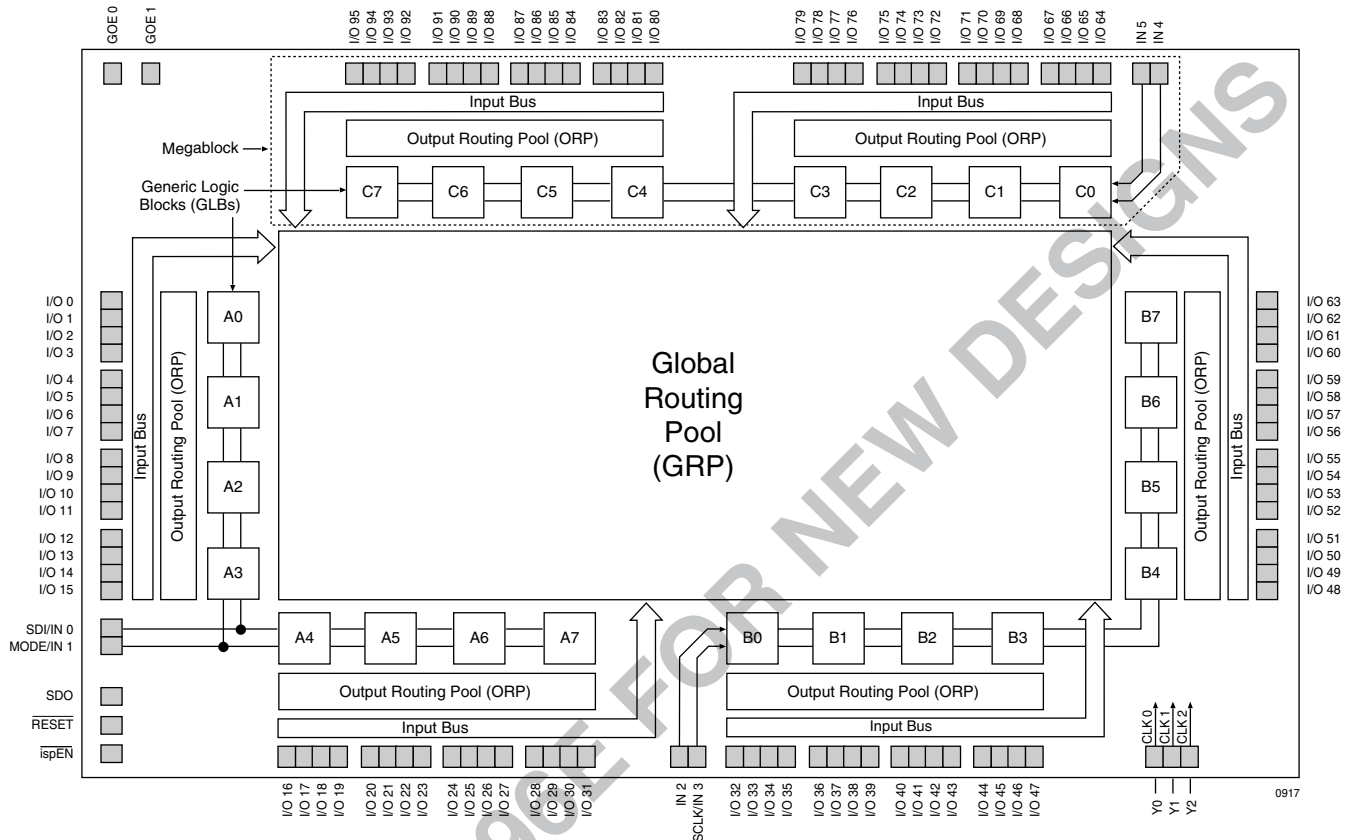 GOE 0
GOE 1
I/O 95
I/O 94
I/O 93
I/O 92
I/O 91
I/O 90
I/O 89
I/O 88
I/O 87
I/O 86
I/O 85
I/O 84
I/O 83
I/O 82
I/O 81
I/O 80
I/O 79
I/O 78
I/O 77
I/O 76
I/O 75
I/O 74
I/O 73
I/O 72
I/O 71
I/O 70
I/O 69
I/O 68
I/O 67
I/O 66
I/O 65
I/O 64
IN 5
IN 4
Input Bus
Input Bus
Output Routing Pool (ORP)
Output Routing Pool (ORP)
Megablock
Generic Logic
Blocks (GLBs)
C7
C6
C5
C4
C3
C2
C1
C0
I/O 0
I/O 1
I/O 2
I/O 3
I/O 4
I/O 5
I/O 6
I/O 7
I/O 8
I/O 9
I/O 10
I/O 11
I/O 12
I/O 13
I/O 14
I/O 15
Input Bus
Output Routing Pool (ORP)
A0
A1
A2
A3
Global
Routing
Pool
(GRP)
B7
B6
B5
B4
Output Routing Pool (ORP)
Input Bus
I/O 63
I/O 62
I/O 61
I/O 60
I/O 59
I/O 58
I/O 57
I/O 56
I/O 55
I/O 54
I/O 53
I/O 52
I/O 51
I/O 50
I/O 49
I/O 48
SDI/IN 0
MODE/IN 1
A4
A5
A6
A7
B0
B1
B2
B3
SDO
RESET
ispEN
Output Routing Pool (ORP)
Output Routing Pool (ORP)
Input Bus
Input Bus
CLK 0
CLK 1
CLK 2
I/O 16
I/O 17
I/O 18
I/O 19
I/O 20
I/O 21
I/O 22
I/O 23
I/O 24
I/O 25
I/O 26
I/O 27
I/O 28
I/O 29
I/O 30
I/O 31
IN 2
SCLK/IN 3
I/O 32
I/O 33
I/O 34
I/O 35
I/O 36
I/O 37
I/O 38
I/O 39
I/O 40
I/O 41
I/O 42
I/O 43
I/O 44
I/O 45
I/O 46
I/O 47
Y0
Y1
Y2
0917
96E FOR NEW DESIGNS